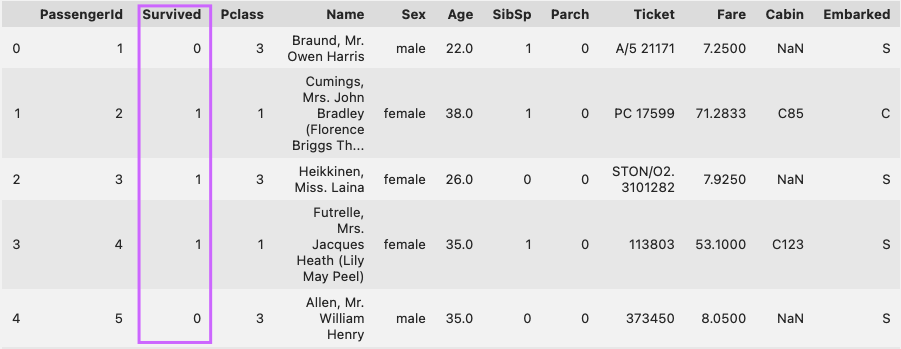 PassengerId Survived Pclass Name Sex Age SibSp Parch Ticket Fare Cabin Embarked
0 1 0 3 Braund, Mr. Owen Harris male 22.0 1 0 A/5 21171 7.2500 NaN S
1 2 1 1 Cumings, Mrs. John Bradley (Florence Briggs Th... female 38.0 1 0 PC 17599 71.2833 C85 C
2 3 1 3 Heikkinen, Miss. Laina female 26.0 0 0 STON/O2. 3101282 7.9250 NaN S
3 4 1 1 Futrelle, Mrs. Jacques Heath (Lily May Peel) female 35.0 1 0 113803 53.1000 C123 S
4 5 0 3 Allen, Mr. William Henry male 35.0 0 0 373450 8.0500 NaN S